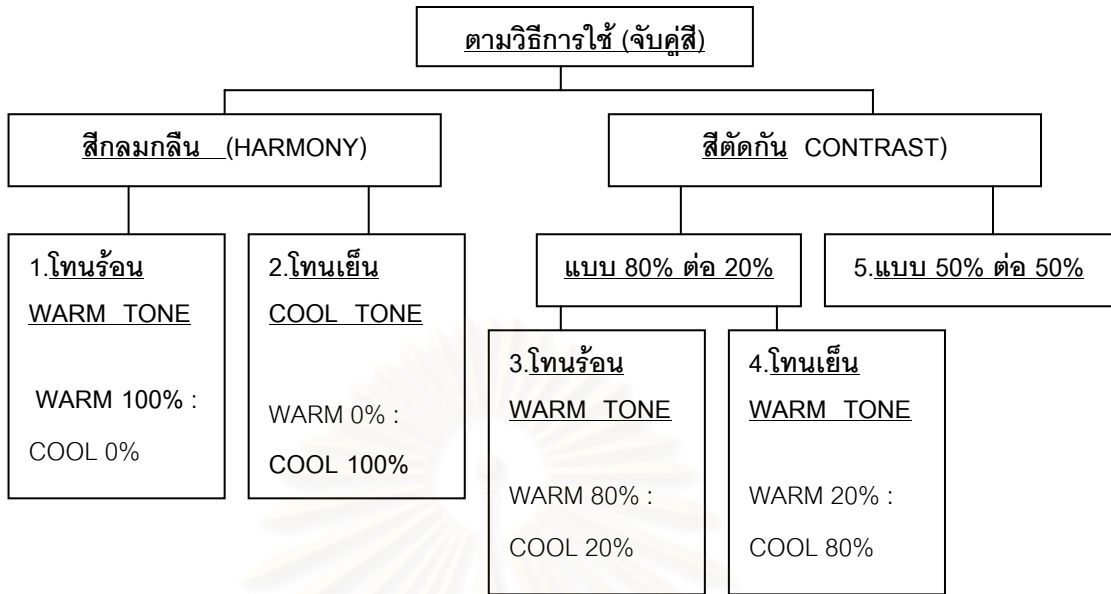 ตามวิธีการใช้ (จับคู่สี)
สีกลมกลืน (HARMONY)
สีตัดกัน CONTRAST)
1.โทนร้อน
WARM TONE
WARM 100% :
COOL 0%
2.โทนเย็น
COOL TONE
WARM 0% :
COOL 100%
แบบ 80% ต่อ 20%
5.แบบ 50% ต่อ 50%
3.โทนร้อน
WARM TONE
WARM 80% :
COOL 20%
4.โทนเย็น
WARM TONE
WARM 20% :
COOL 80%